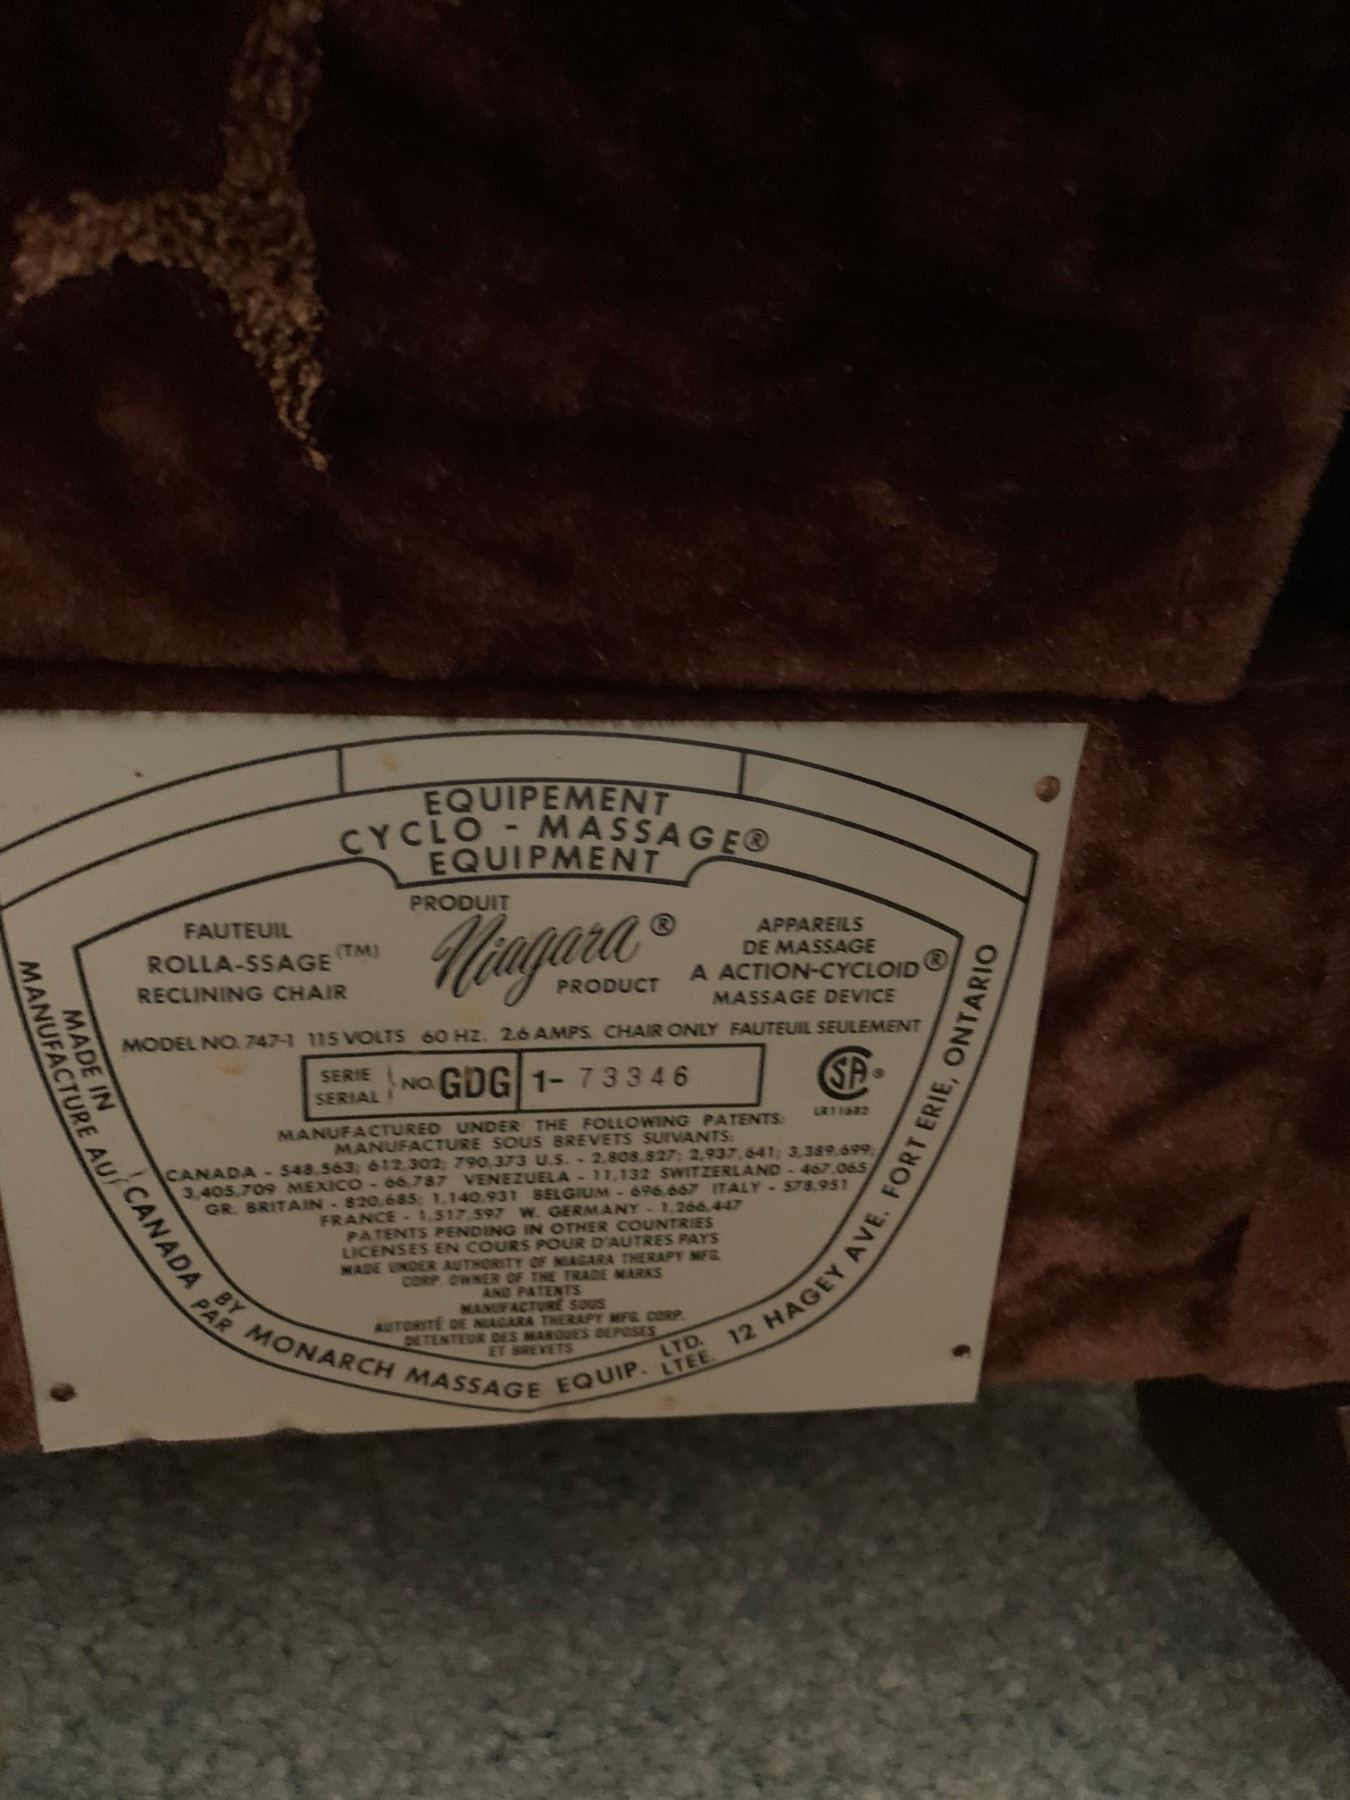 EQUIPEMENT
CYCLO - MASSAGE®
EQUIPMENT
PRODUIT
Niagara®
PRODUCT
FAUTEUIL
ROLLA-SSAGE (TM)
RECLINING CHAIR
APPAREILS
DE MASSAGE
A ACTION-CYCLOID®
MASSAGE DEVICE
MODEL NO. 747-1 115 VOLTS 60 HZ. 2.6 AMPS. CHAIR ONLY FAUTEUIL SEULEMENT
SERIE
SERIAL } NO. GDG 1- 73346
SA ®
LR11682
MANUFACTURED UNDER THE FOLLOWING PATENTS:
MANUFACTURE SOUS BREVETS SUIVANTS:
CANADA - 548,563; 612,302; 790,373 U.S. - 2,808,827; 2,937,641; 3,389,699;
3,405,709 MEXICO - 66,787 VENEZUELA - 11,132 SWITZERLAND - 467,065
GR. BRITAIN - 820,685; 1,140,931 BELGIUM - 696,667 ITALY - 578,951
FRANCE - 1,517,597 W. GERMANY - 1,266,447
PATENTS PENDING IN OTHER COUNTRIES
LICENSES EN COURS POUR D'AUTRES PAYS
MADE UNDER AUTHORITY OF NIAGARA THERAPY MFG.
CORP. OWNER OF THE TRADE MARKS
AND PATENTS
MANUFACTURÉ SOUS
AUTORITÉ DE NIAGARA THERAPY MFG. CORP.
DETENTEUR DES MARQUES DEPOSES
ET BREVETS
MADE IN
MANUFACTURE AU } CANADA BY
PAR MONARCH MASSAGE EQUIP. LTD.
LTEE. 12 HAGEY AVE. FORT ERIE, ONTARIO